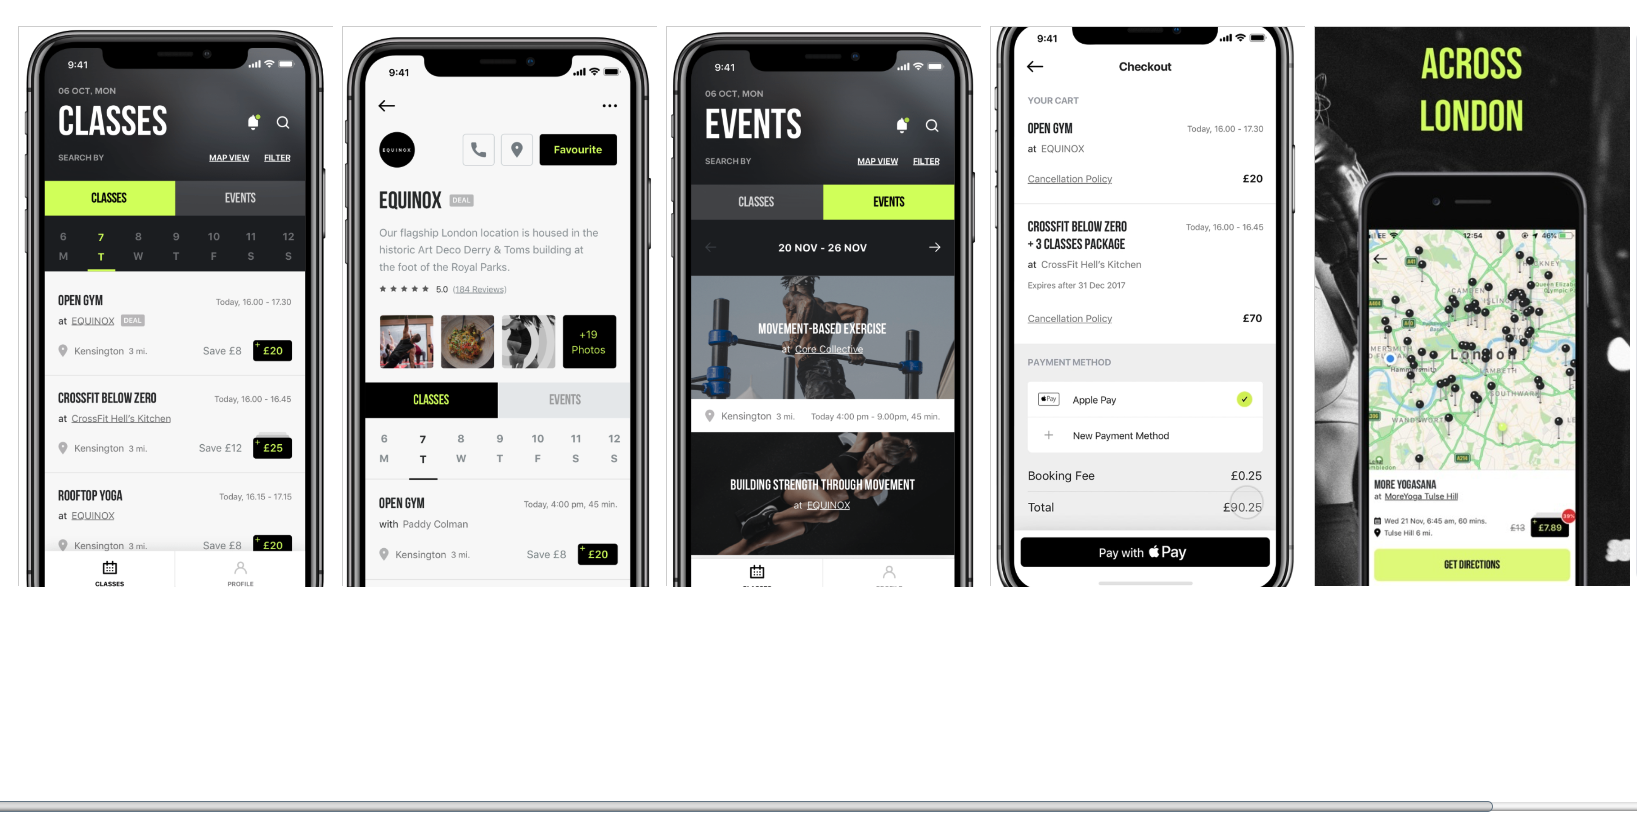 9:41
06 OCT, MON
CLASSES
SEARCH BY
MAP VIEW
FILTER
CLASSES
EVENTS
6 7 8 9 10 11 12
M T W T F S S
OPEN GYM
Today, 16.00 - 17.30
at EQUINOX DEAL
Kensington 3 mi.
Save £8
+£20
CROSSFIT BELOW ZERO
Today, 16.00 - 16.45
at CrossFit Hell's Kitchen
Kensington 3 mi.
Save £12
+£25
ROOFTOP YOGA
Today, 16.15 - 17.15
at EQUINOX
Kensington 3 mi.
Save £8
+£20
CLASSES
PROFILE
9:41
EQUINOX
Favourite
EQUINOX DEAL
Our flagship London location is housed in the
historic Art Deco Derry & Toms building at
the foot of the Royal Parks.
★ ★ ★ ★ ★ 5.0 (184 Reviews)
+19
Photos
CLASSES
EVENTS
6 7 8 9 10 11 12
M T W T F S S
OPEN GYM
Today, 4:00 pm, 45 min.
with Paddy Colman
Kensington 3 mi.
Save £8
+£20
9:41
06 OCT, MON
EVENTS
SEARCH BY
MAP VIEW
FILTER
CLASSES
EVENTS
20 NOV - 26 NOV
MOVEMENT-BASED EXERCISE
at Core Collective
Kensington 3 mi.
Today 4:00 pm - 9.00pm, 45 min.
BUILDING STRENGTH THROUGH MOVEMENT
at EQUINOX
9:41
Checkout
YOUR CART
OPEN GYM
Today, 16.00 - 17.30
at EQUINOX
Cancellation Policy
£20
CROSSFIT BELOW ZERO
+ 3 CLASSES PACKAGE
Today, 16.00 - 16.45
at CrossFit Hell's Kitchen
Expires after 31 Dec 2017
Cancellation Policy
£70
PAYMENT METHOD
Pay
Apple Pay
New Payment Method
Booking Fee
£0.25
Total
£90.25
Pay with Pay
ACROSS
LONDON
EE
12:54
46%
CAMDEN
London
LAMBETH
SOUTHWARK
Hammersmith
MORE YOGASANA
at MoreYoga Tulse Hill
Wed 21 Nov, 6:45 am, 60 mins.
Tulse Hill 6 mi.
£13
+£7.89
GET DIRECTIONS